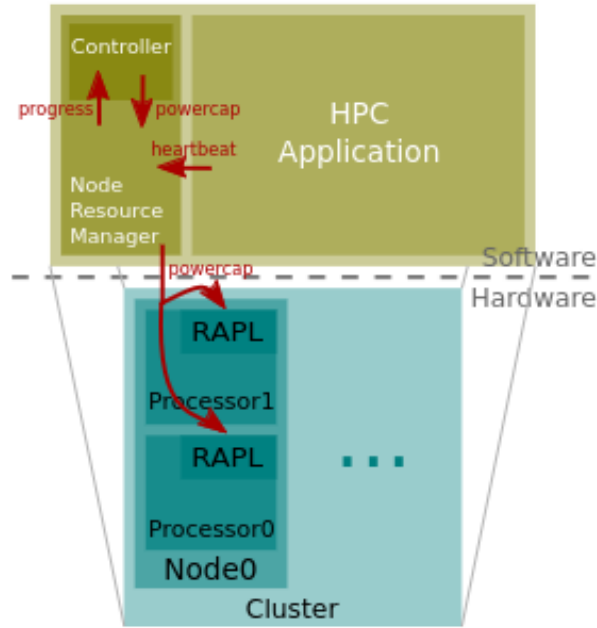 Controller
progress
powercap
heartbeat
HPC
Application
Node
Resource
Manager
Software
powercap
Hardware
RAPL
Processor1
RAPL
...
Processor0
Node0
Cluster